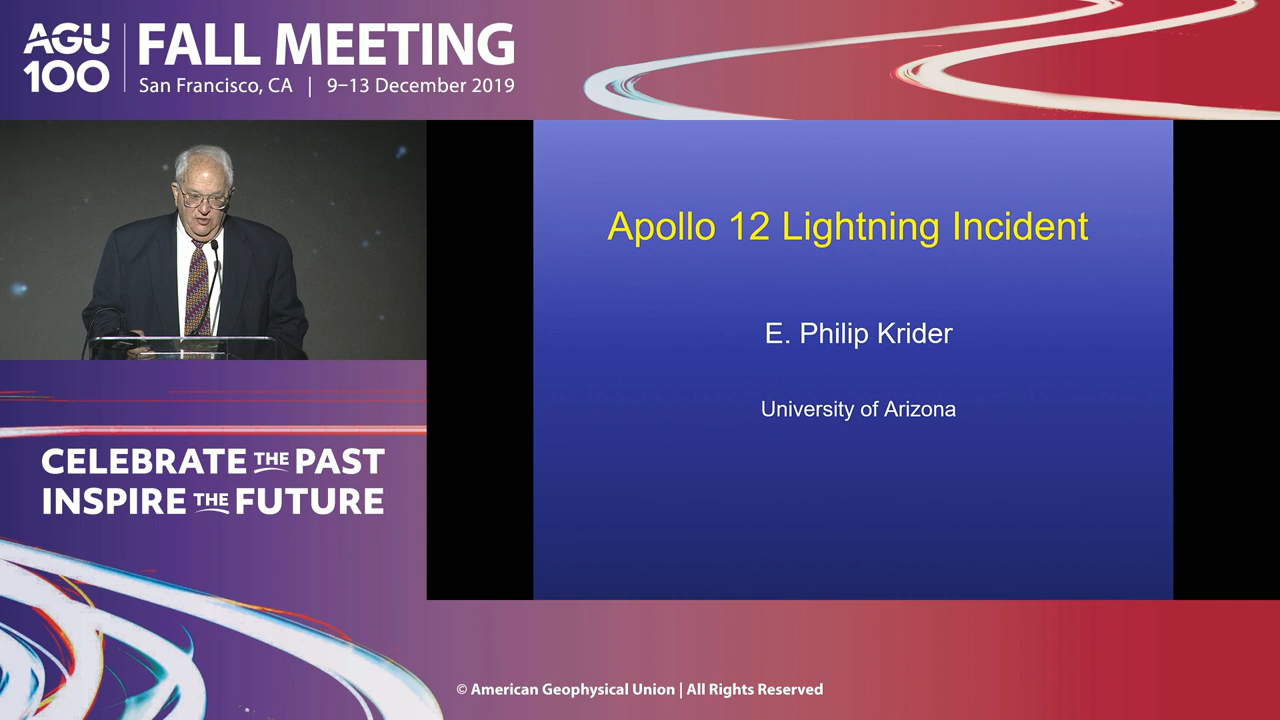 AGU
100
FALL MEETING
San Francisco, CA | 9–13 December 2019
Apollo 12 Lightning Incident
E. Philip Krider
University of Arizona
CELEBRATE THE PAST
INSPIRE THE FUTURE
© American Geophysical Union | All Rights Reserved